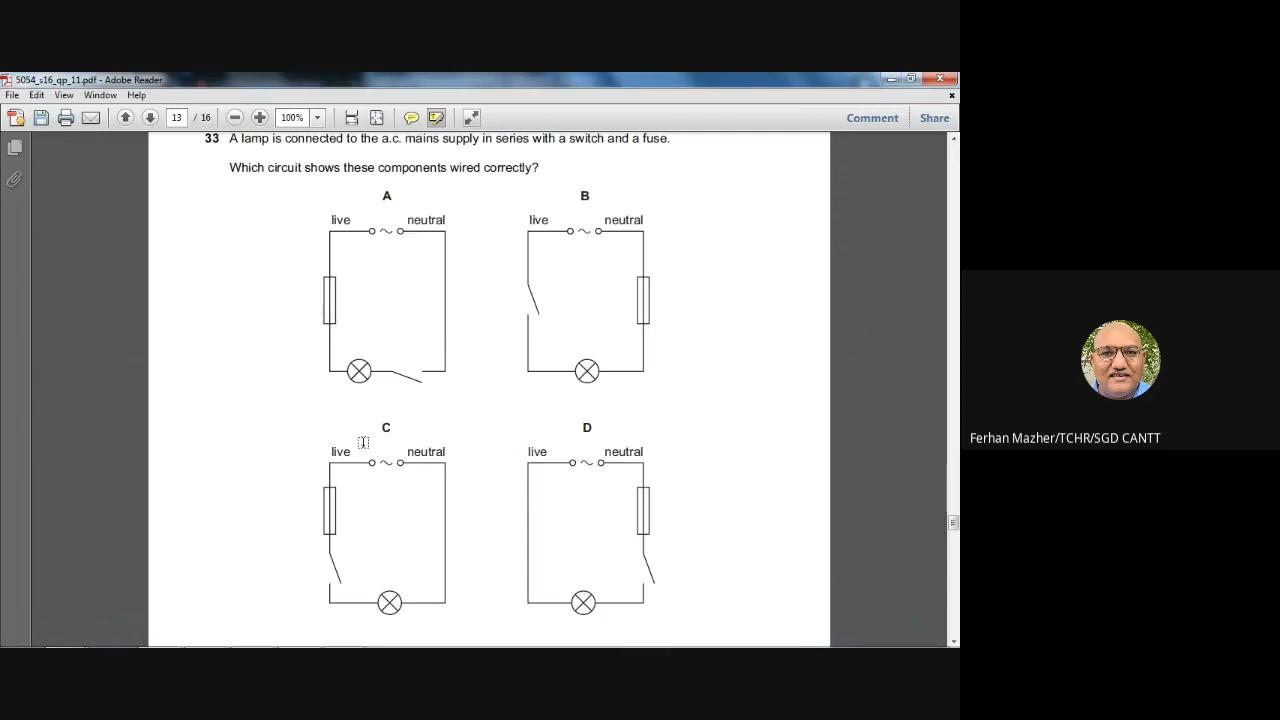 5054_s16_qp_11.pdf - Adobe Reader
File Edit View Window Help
13 / 16 100% Comment Share
33 A lamp is connected to the a.c. mains supply in series with a switch and a fuse.
Which circuit shows these components wired correctly?
A B
live neutral live neutral
C D
live neutral live neutral
Ferhan Mazher/TCHR/SGD CANTT